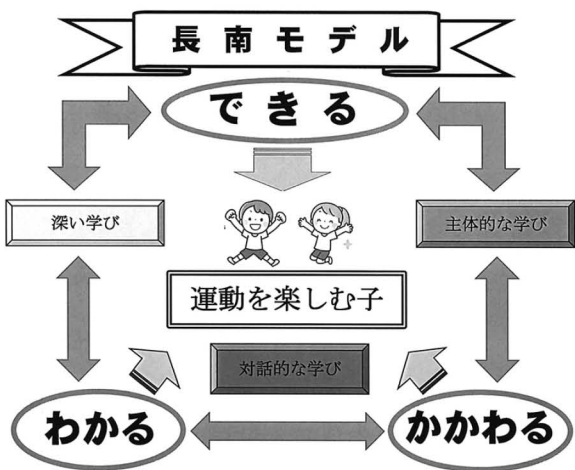 長南モデル
できる
深い学び
主体的な学び
運動を楽しむ子
対話的な学び
わかる
かかわる